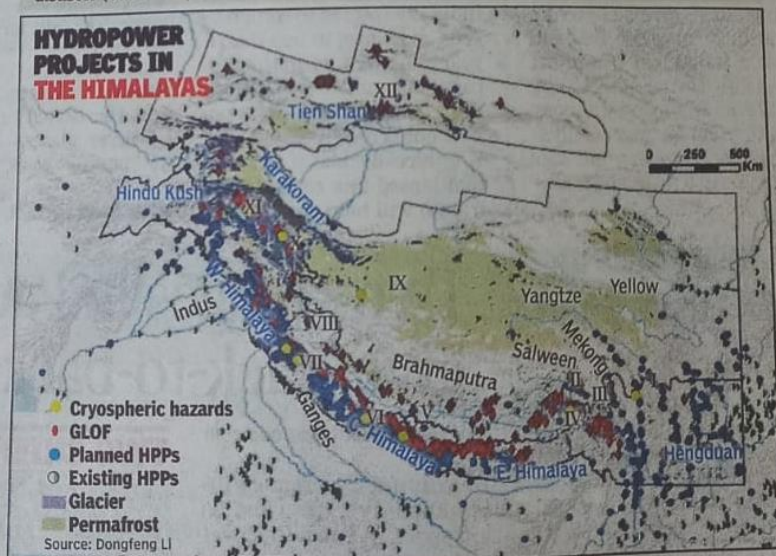 HYDROPOWER
PROJECTS IN
THE HIMALAYAS
XII
Tien Shan
0 250 500
Km
Karakoram
Hindu Kush
XI
IX
Yangtze
Yellow
W. Himalaya
Indus
VIII
Mekong
Salween
VII
Brahmaputra
II
I
III
Ganges
V
IV
VI
C. Himalaya
Hengduan
E. Himalaya
Cryospheric hazards
GLOF
Planned HPPs
Existing HPPs
Glacier
Permafrost
Source: Dongfeng Li